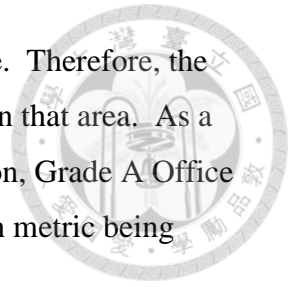 e. Therefore, the
n that area. As a
on, Grade A Office
n metric being